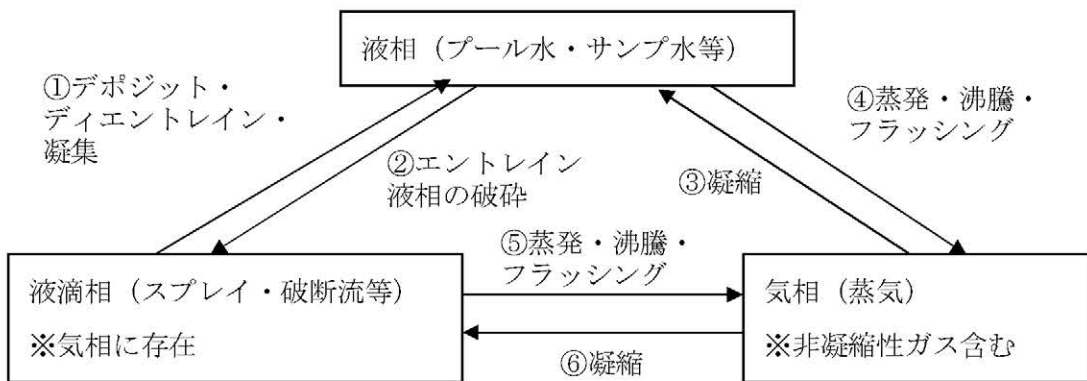 液相（プール水・サンプ水等）
①デポジット・
ディエントレイン・
凝集
②エントレイン
液相の破砕
③凝縮
④蒸発・沸騰・
フラッシング
⑤蒸発・沸騰・
フラッシング
液滴相（スプレイ・破断流等）
※気相に存在
気相（蒸気）
※非凝縮性ガス含む
⑥凝縮